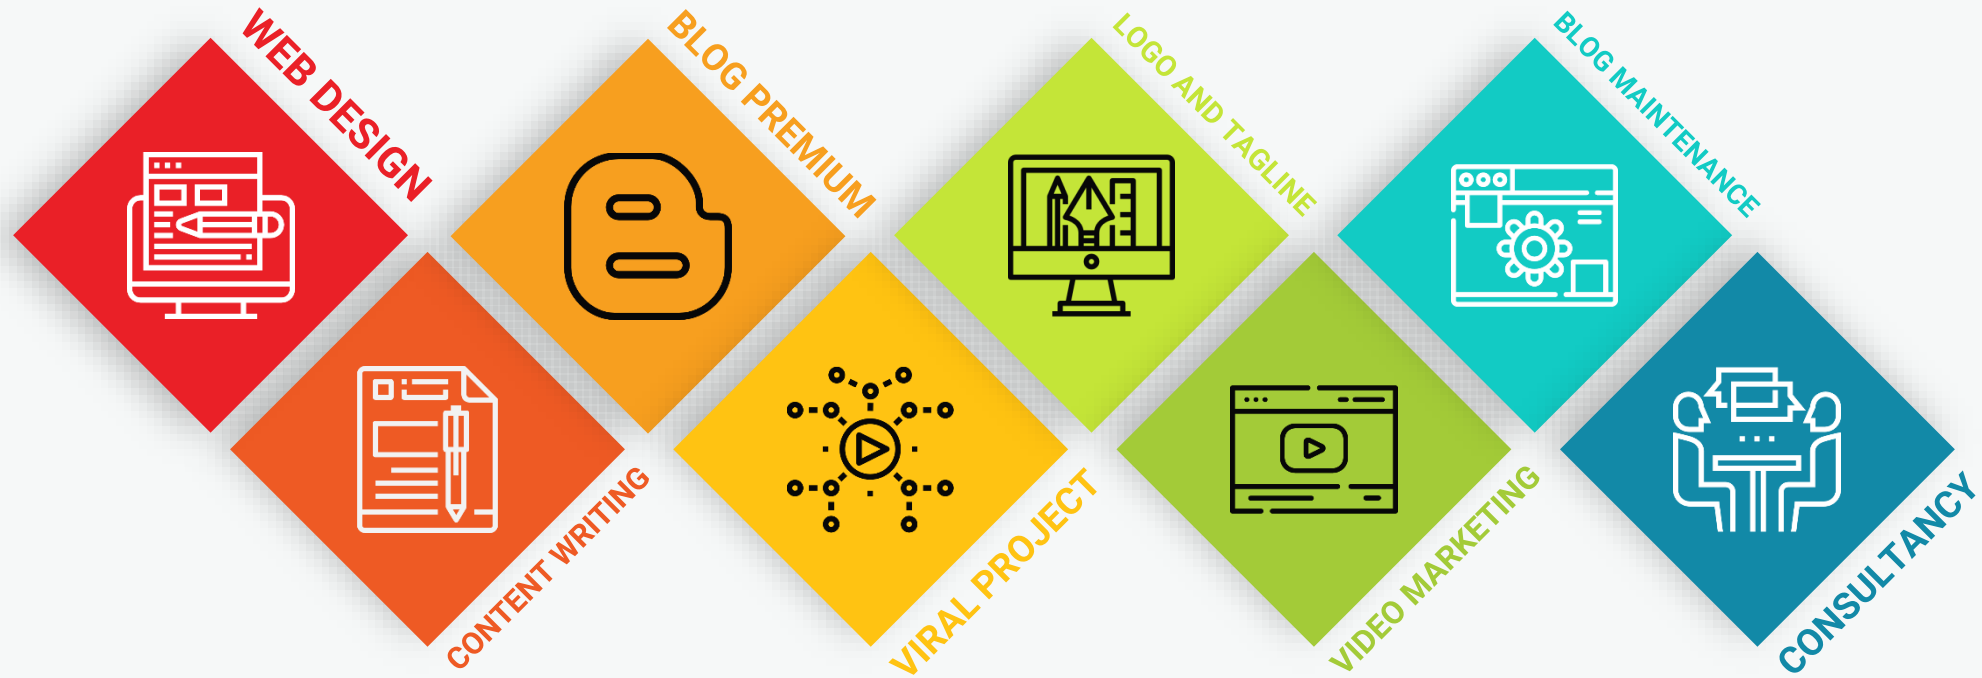 WEB DESIGN
BLOG PREMIUM
LOGO AND TAGLINE
BLOG MAINTENANCE
CONTENT WRITING
VIRAL PROJECT
VIDEO MARKETING
CONSULTANCY